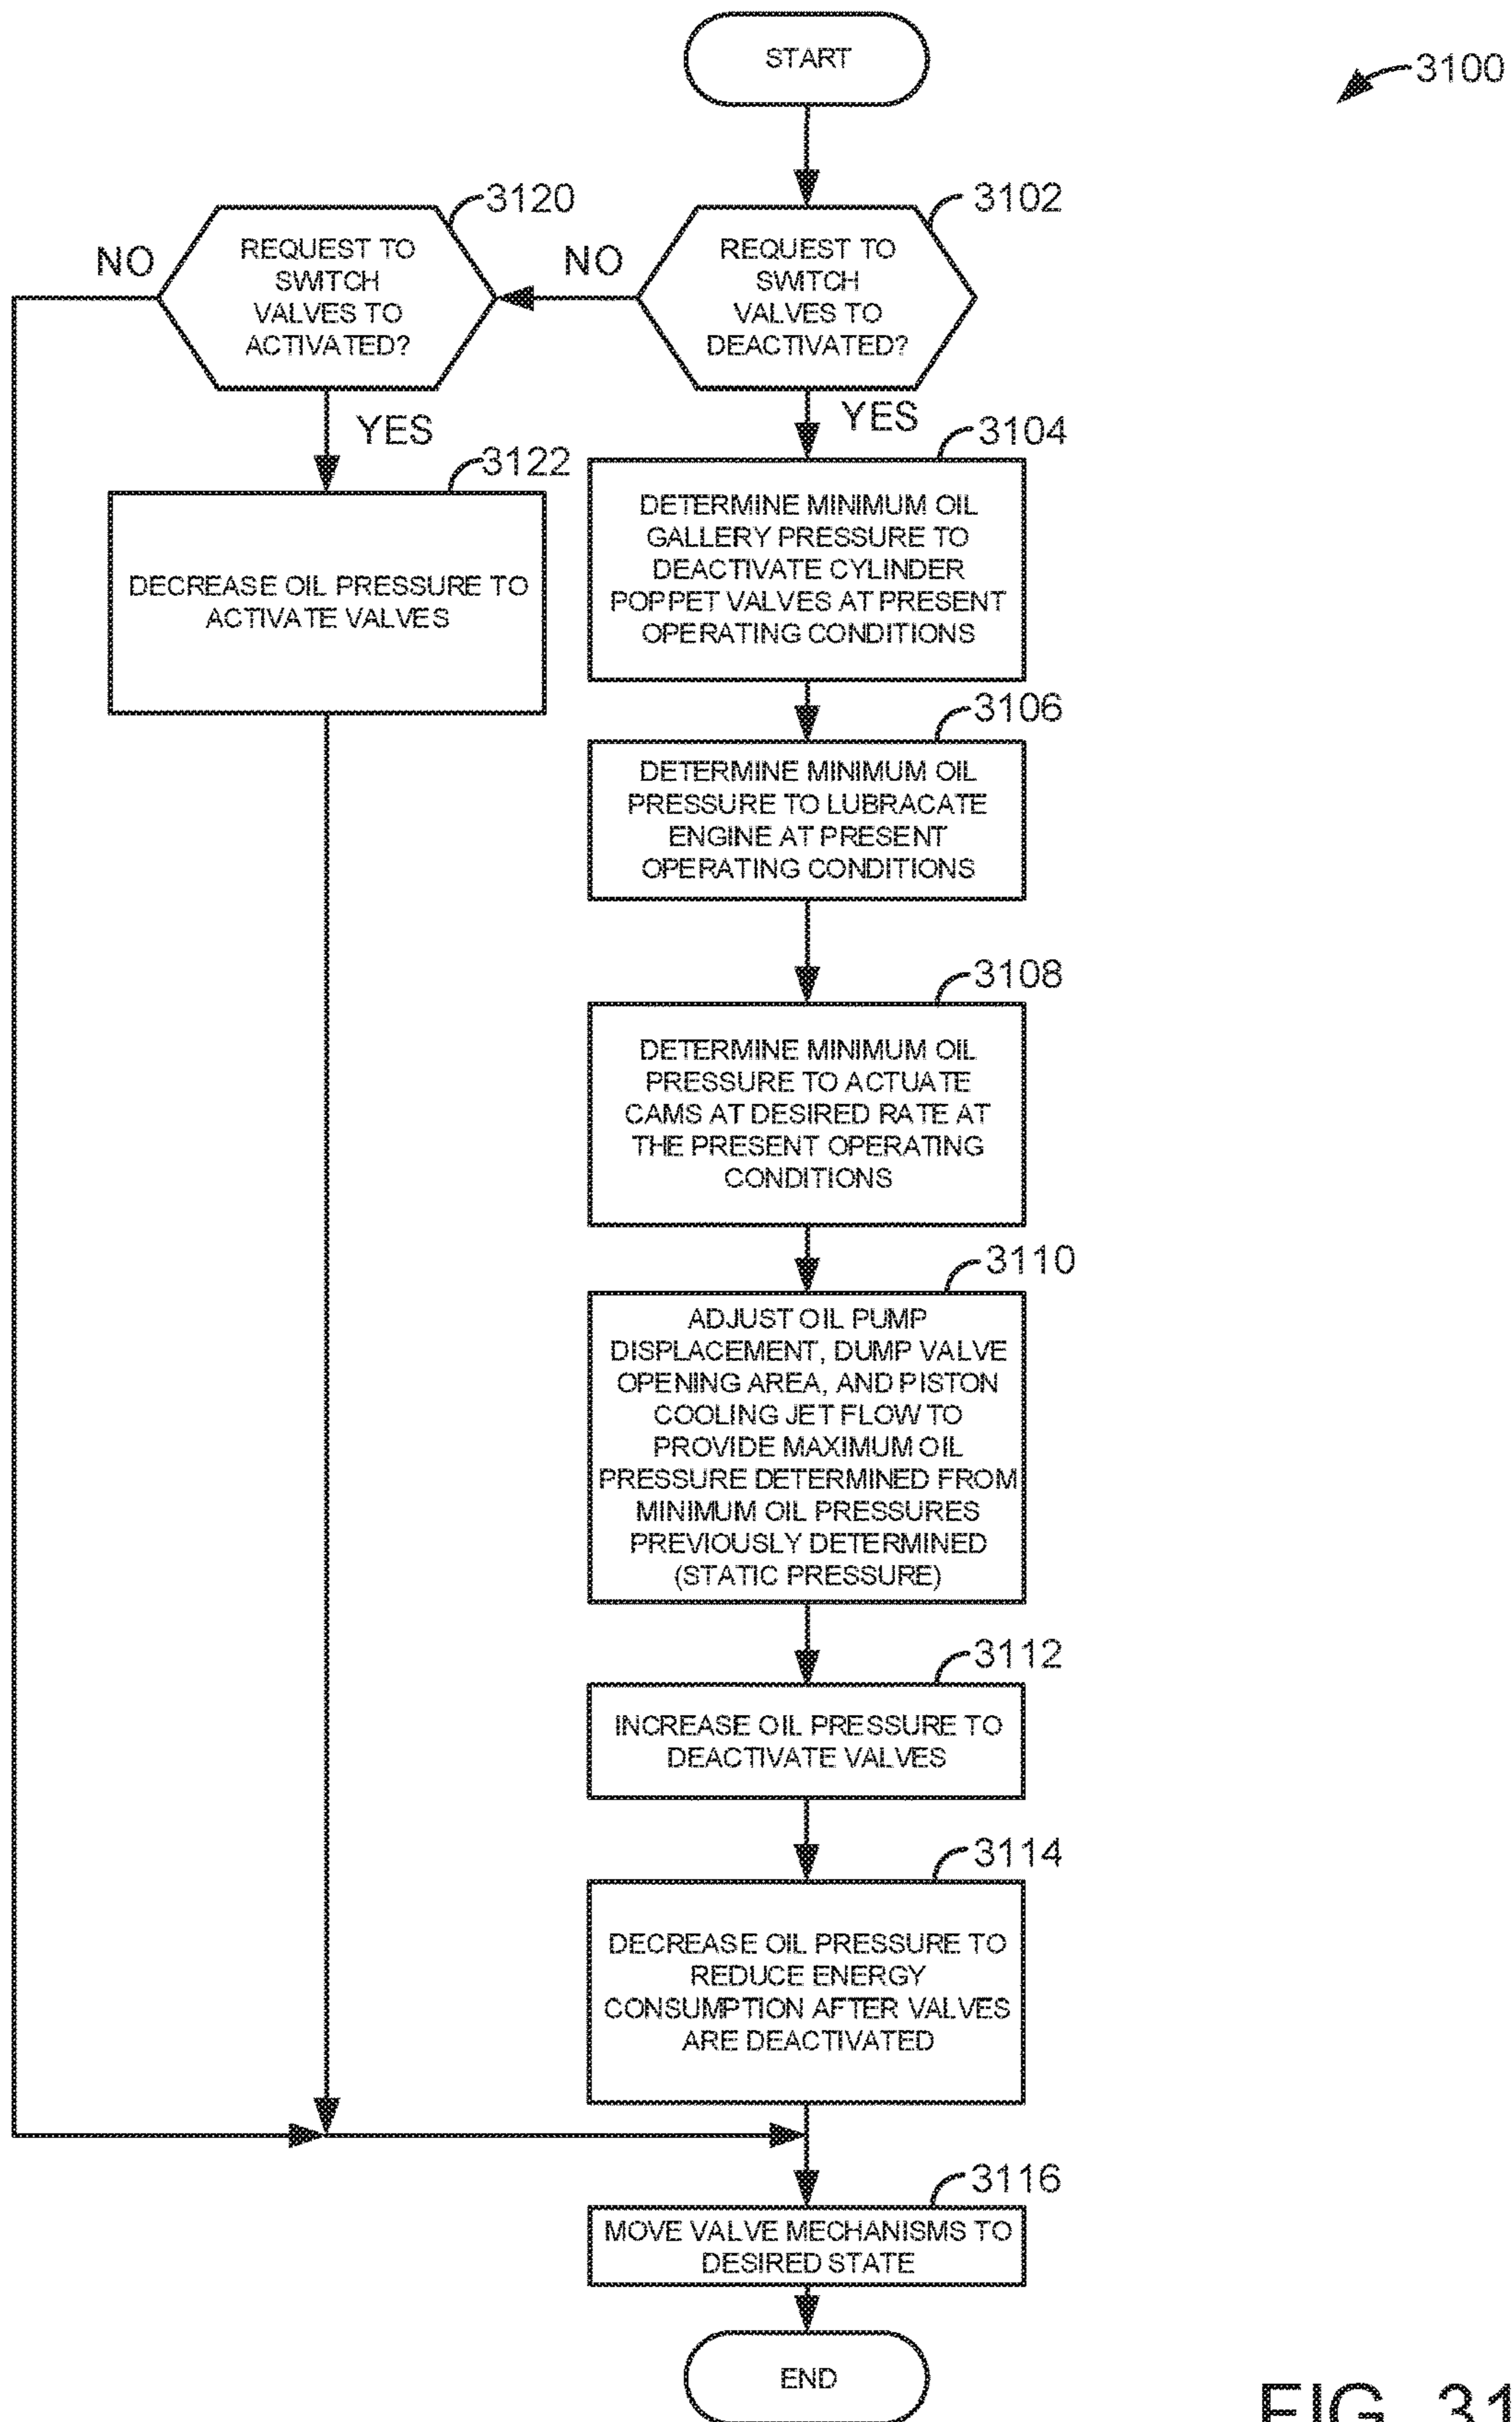 START
3100
3120
3102
NO
REQUEST TO
SWITCH
VALVES TO
ACTIVATED?
NO
REQUEST TO
SWITCH
VALVES TO
DEACTIVATED?
YES
YES
3104
3122
DETERMINE MINIMUM OIL
GALLERY PRESSURE TO
DEACTIVATE CYLINDER
POPPET VALVES AT PRESENT
OPERATING CONDITIONS
DECREASE OIL PRESSURE TO
ACTIVATE VALVES
3106
DETERMINE MINIMUM OIL
PRESSURE TO LUBRACATE
ENGINE AT PRESENT
OPERATING CONDITIONS
3108
DETERMINE MINIMUM OIL
PRESSURE TO ACTUATE
CAMS AT DESIRED RATE AT
THE PRESENT OPERATING
CONDITIONS
3110
ADJUST OIL PUMP
DISPLACEMENT, DUMP VALVE
OPENING AREA, AND PISTON
COOLING JET FLOW TO
PROVIDE MAXIMUM OIL
PRESSURE DETERMINED FROM
MINIMUM OIL PRESSURES
PREVIOUSLY DETERMINED
(STATIC PRESSURE)
3112
INCREASE OIL PRESSURE TO
DEACTIVATE VALVES
3114
DECREASE OIL PRESSURE TO
REDUCE ENERGY
CONSUMPTION AFTER VALVES
ARE DEACTIVATED
3116
MOVE VALVE MECHANISMS TO
DESIRED STATE
END
FIG. 31